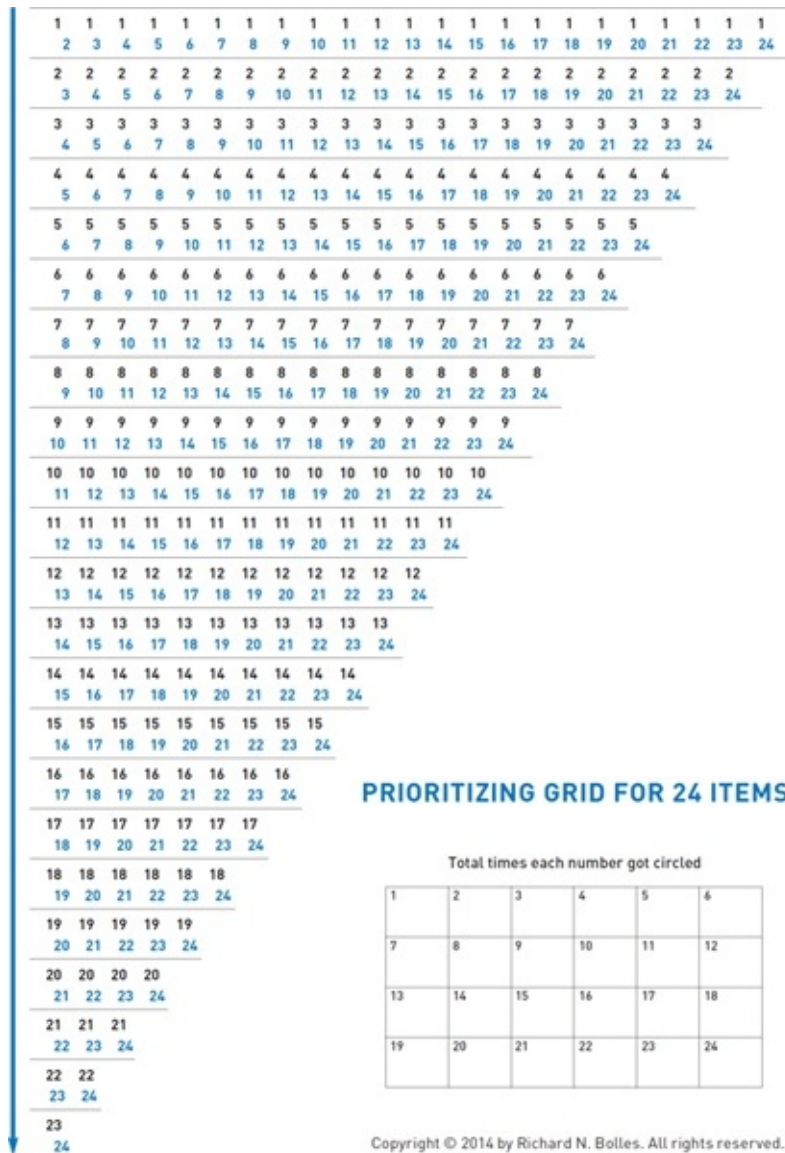 1 1 1 1 1 1 1 1 1 1 1 1 1 1 1 1 1 1 1 1 1 1 1
2 3 4 5 6 7 8 9 10 11 12 13 14 15 16 17 18 19 20 21 22 23 24
2 2 2 2 2 2 2 2 2 2 2 2 2 2 2 2 2 2 2 2 2 2
3 4 5 6 7 8 9 10 11 12 13 14 15 16 17 18 19 20 21 22 23 24
3 3 3 3 3 3 3 3 3 3 3 3 3 3 3 3 3 3 3 3 3
4 5 6 7 8 9 10 11 12 13 14 15 16 17 18 19 20 21 22 23 24
4 4 4 4 4 4 4 4 4 4 4 4 4 4 4 4 4 4 4 4
5 6 7 8 9 10 11 12 13 14 15 16 17 18 19 20 21 22 23 24
5 5 5 5 5 5 5 5 5 5 5 5 5 5 5 5 5 5 5
6 7 8 9 10 11 12 13 14 15 16 17 18 19 20 21 22 23 24
6 6 6 6 6 6 6 6 6 6 6 6 6 6 6 6 6 6
7 8 9 10 11 12 13 14 15 16 17 18 19 20 21 22 23 24
7 7 7 7 7 7 7 7 7 7 7 7 7 7 7 7 7
8 9 10 11 12 13 14 15 16 17 18 19 20 21 22 23 24
8 8 8 8 8 8 8 8 8 8 8 8 8 8 8 8
9 10 11 12 13 14 15 16 17 18 19 20 21 22 23 24
9 9 9 9 9 9 9 9 9 9 9 9 9 9 9
10 11 12 13 14 15 16 17 18 19 20 21 22 23 24
10 10 10 10 10 10 10 10 10 10 10 10 10 10
11 12 13 14 15 16 17 18 19 20 21 22 23 24
11 11 11 11 11 11 11 11 11 11 11 11 11
12 13 14 15 16 17 18 19 20 21 22 23 24
12 12 12 12 12 12 12 12 12 12 12 12
13 14 15 16 17 18 19 20 21 22 23 24
13 13 13 13 13 13 13 13 13 13 13
14 15 16 17 18 19 20 21 22 23 24
14 14 14 14 14 14 14 14 14 14
15 16 17 18 19 20 21 22 23 24
15 15 15 15 15 15 15 15 15
16 17 18 19 20 21 22 23 24
16 16 16 16 16 16 16 16
17 18 19 20 21 22 23 24
17 17 17 17 17 17 17
18 19 20 21 22 23 24
18 18 18 18 18 18
19 20 21 22 23 24
19 19 19 19 19
20 21 22 23 24
20 20 20 20
21 22 23 24
21 21 21
22 23 24
22 22
23 24
23
24
PRIORITIZING GRID FOR 24 ITEMS
Total times each number got circled
1 2 3 4 5 6
7 8 9 10 11 12
13 14 15 16 17 18
19 20 21 22 23 24
Copyright © 2014 by Richard N. Bolles. All rights reserved.